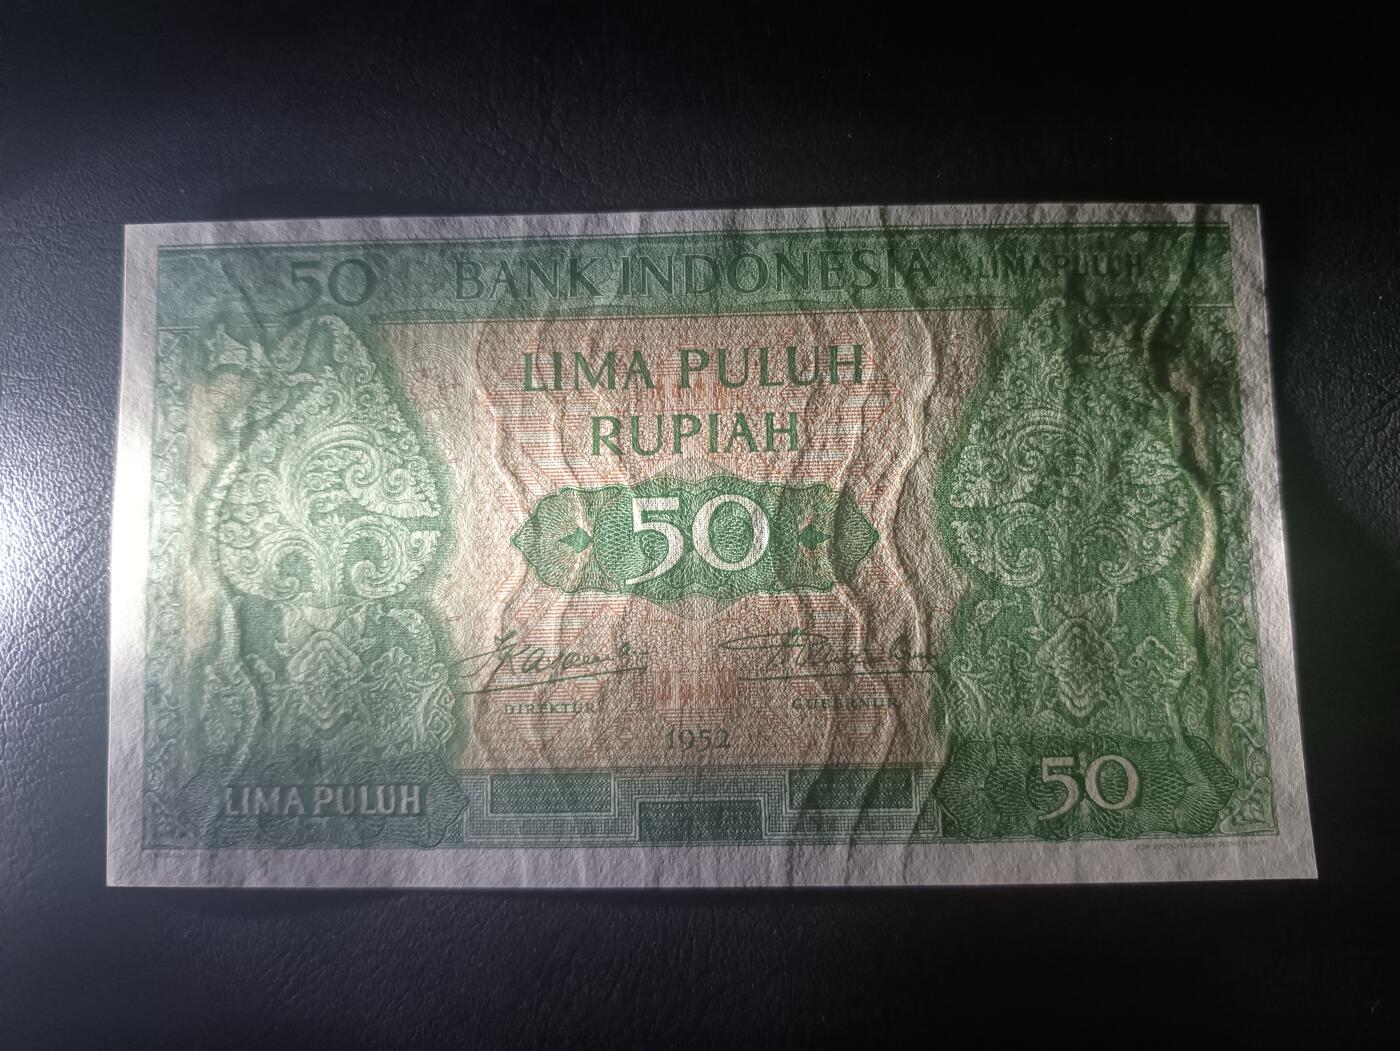 50 BANK INDONESIA LIMA PULUH
LIMA PULUH
RUPIAH
50
DIREKTUR GUBERNUR
1952
LIMA PULUH 50